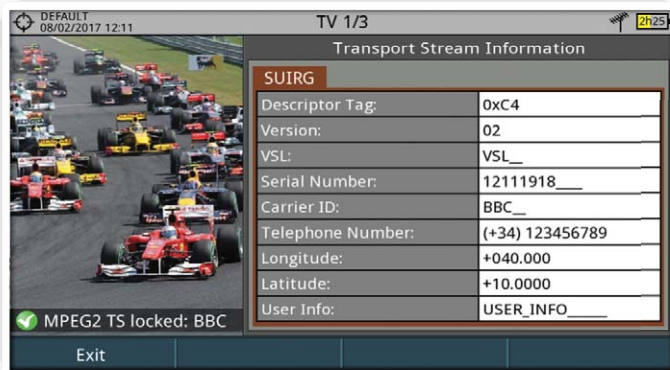 DEFAULT
08/02/2017 12:11
TV 1/3
2h25
Transport Stream Information
SUIRG
Descriptor Tag: 0xC4
Version: 02
VSL: VSL__
Serial Number: 12111918____
Carrier ID: BBC__
Telephone Number: (+34) 123456789
Longitude: +040.000
Latitude: +10.0000
User Info: USER_INFO______
MPEG2 TS locked: BBC
Exit